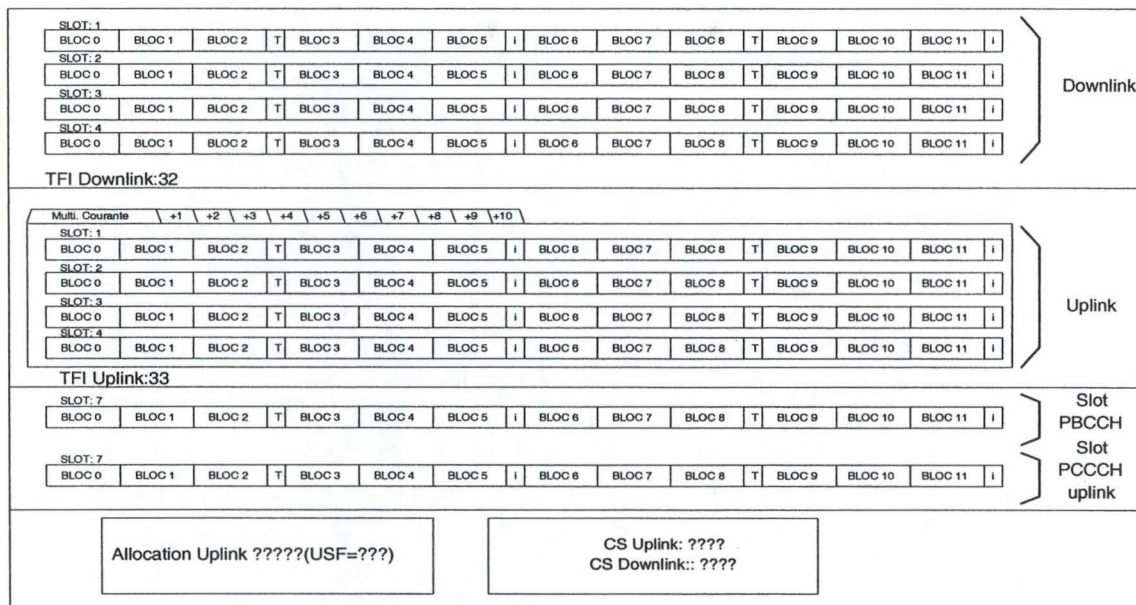 SLOT: 1
BLOC 0 BLOC 1 BLOC 2 T BLOC 3 BLOC 4 BLOC 5 i BLOC 6 BLOC 7 BLOC 8 T BLOC 9 BLOC 10 BLOC 11 i
SLOT: 2
BLOC 0 BLOC 1 BLOC 2 T BLOC 3 BLOC 4 BLOC 5 i BLOC 6 BLOC 7 BLOC 8 T BLOC 9 BLOC 10 BLOC 11 i
Downlink
SLOT: 3
BLOC 0 BLOC 1 BLOC 2 T BLOC 3 BLOC 4 BLOC 5 i BLOC 6 BLOC 7 BLOC 8 T BLOC 9 BLOC 10 BLOC 11 i
SLOT: 4
BLOC 0 BLOC 1 BLOC 2 T BLOC 3 BLOC 4 BLOC 5 i BLOC 6 BLOC 7 BLOC 8 T BLOC 9 BLOC 10 BLOC 11 i
TFI Downlink:32
Multi. Courante +1 +2 +3 +4 +5 +6 +7 +8 +9 +10
SLOT: 1
BLOC 0 BLOC 1 BLOC 2 T BLOC 3 BLOC 4 BLOC 5 i BLOC 6 BLOC 7 BLOC 8 T BLOC 9 BLOC 10 BLOC 11 i
SLOT: 2
BLOC 0 BLOC 1 BLOC 2 T BLOC 3 BLOC 4 BLOC 5 i BLOC 6 BLOC 7 BLOC 8 T BLOC 9 BLOC 10 BLOC 11 i
Uplink
SLOT: 3
BLOC 0 BLOC 1 BLOC 2 T BLOC 3 BLOC 4 BLOC 5 i BLOC 6 BLOC 7 BLOC 8 T BLOC 9 BLOC 10 BLOC 11 i
SLOT: 4
BLOC 0 BLOC 1 BLOC 2 T BLOC 3 BLOC 4 BLOC 5 i BLOC 6 BLOC 7 BLOC 8 T BLOC 9 BLOC 10 BLOC 11 i
TFI Uplink:33
SLOT: 7
BLOC 0 BLOC 1 BLOC 2 T BLOC 3 BLOC 4 BLOC 5 i BLOC 6 BLOC 7 BLOC 8 T BLOC 9 BLOC 10 BLOC 11 i
Slot
PBCCH
SLOT: 7
BLOC 0 BLOC 1 BLOC 2 T BLOC 3 BLOC 4 BLOC 5 i BLOC 6 BLOC 7 BLOC 8 T BLOC 9 BLOC 10 BLOC 11 i
Slot
PCCCH
uplink
Allocation Uplink ?????(USF=???)
CS Uplink: ????
CS Downlink:: ????